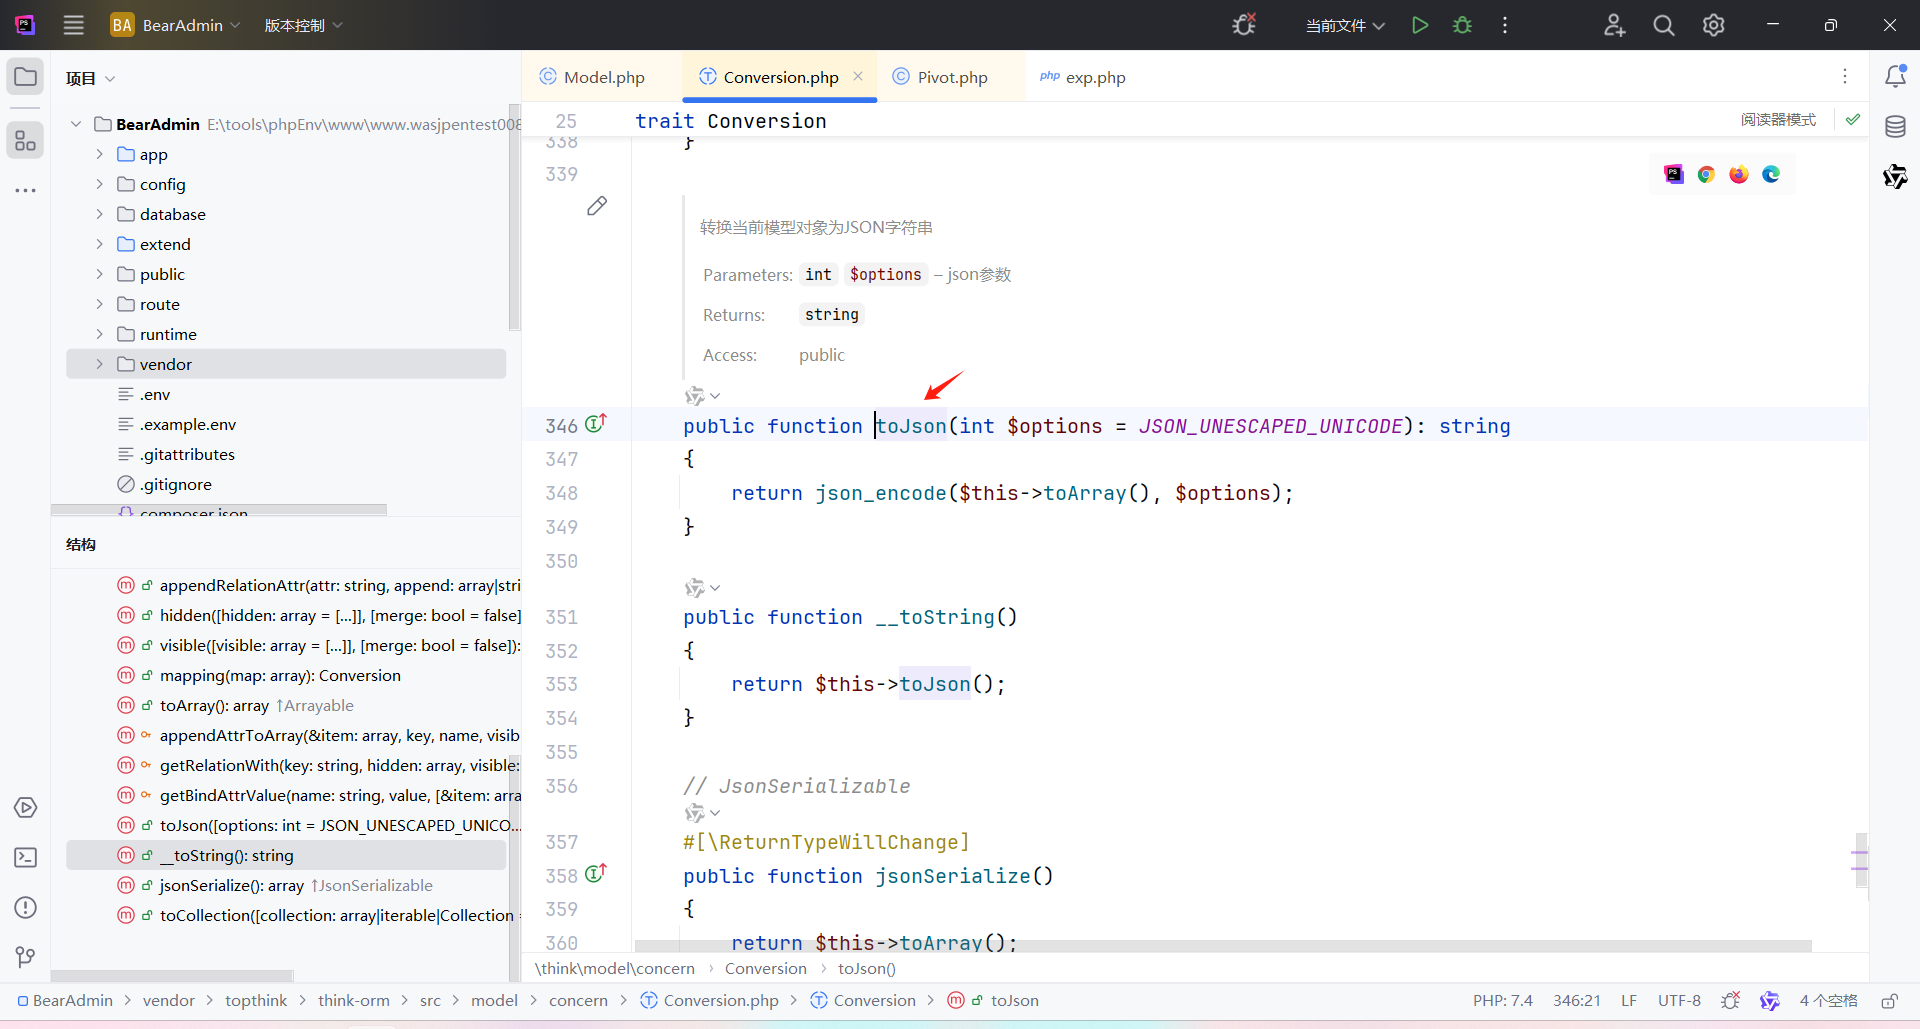 BA BearAdmin 版本控制 当前文件
项目
Model.php Conversion.php Pivot.php php exp.php
BearAdmin E:\tools\phpEnv\www\www.wasjpentest008
app
config
database
extend
public
route
runtime
vendor
.env
.example.env
.gitattributes
.gitignore
composer.json
结构
appendRelationAttr(attr: string, append: array|stri
hidden([hidden: array = [...]], [merge: bool = false]
visible([visible: array = [...]], [merge: bool = false]):
mapping(map: array): Conversion
toArray(): array ↑Arrayable
appendAttrToArray(&item: array, key, name, visib
getRelationWith(key: string, hidden: array, visible:
getBindAttrValue(name: string, value, [&item: arra
toJson([options: int = JSON_UNESCAPED_UNICO...
__toString(): string
jsonSerialize(): array ↑JsonSerializable
toCollection([collection: array|iterable|Collection =
25 trait Conversion
阅读器模式
338 }
339
转换当前模型对象为JSON字符串
Parameters: int $options – json参数
Returns: string
Access: public
346 public function toJson(int $options = JSON_UNESCAPED_UNICODE): string
347 {
348 return json_encode($this->toArray(), $options);
349 }
350
351 public function __toString()
352 {
353 return $this->toJson();
354 }
355
356 // JsonSerializable
357 #[\ReturnTypeWillChange]
358 public function jsonSerialize()
359 {
360 return $this->toArray();
\think\model\concern › Conversion › toJson()
BearAdmin > vendor > topthink > think-orm > src > model > concern > Conversion.php > Conversion > toJson
PHP: 7.4 346:21 LF UTF-8 4 个空格